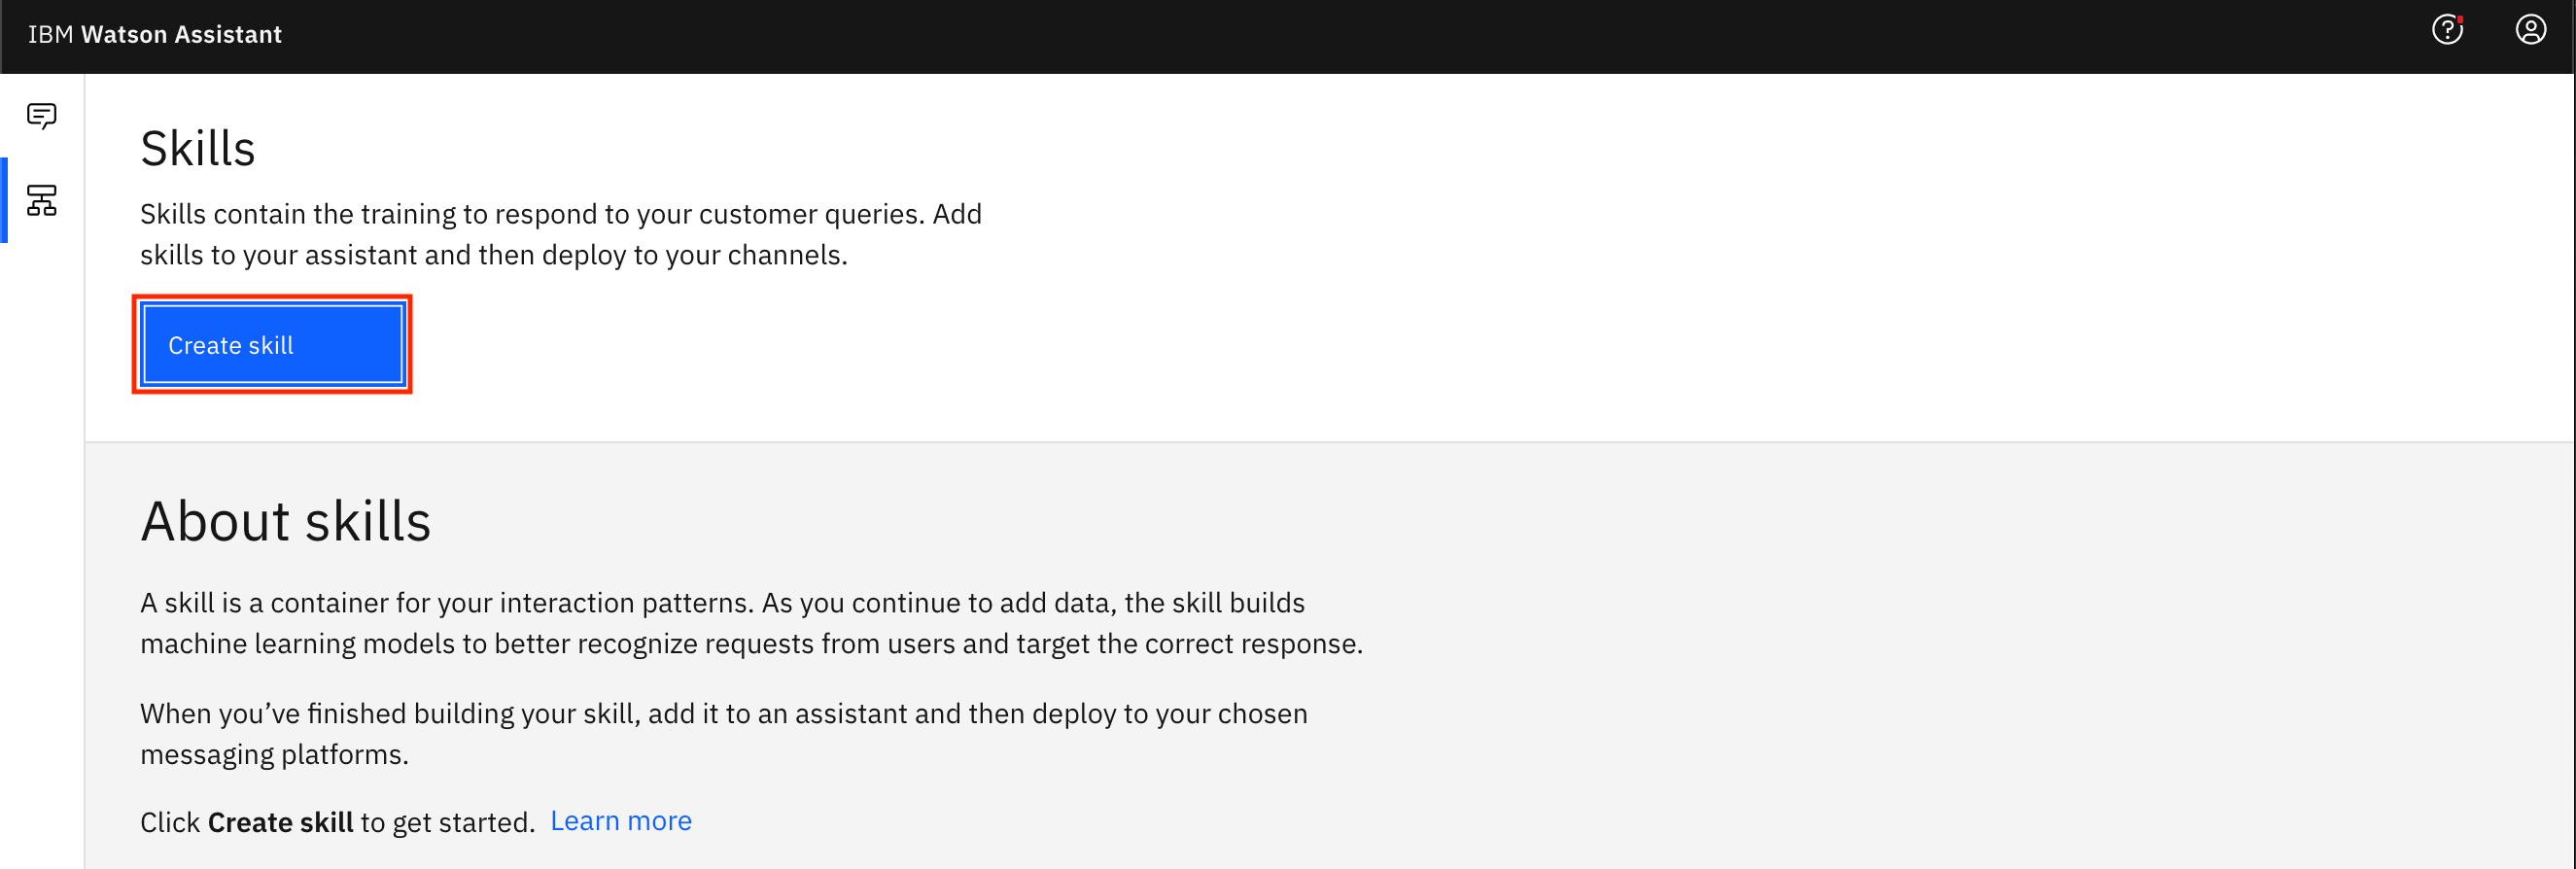 IBM Watson Assistant
Skills
Skills contain the training to respond to your customer queries. Add
skills to your assistant and then deploy to your channels.
Create skill
About skills
A skill is a container for your interaction patterns. As you continue to add data, the skill builds
machine learning models to better recognize requests from users and target the correct response.
When you’ve finished building your skill, add it to an assistant and then deploy to your chosen
messaging platforms.
Click Create skill to get started. Learn more